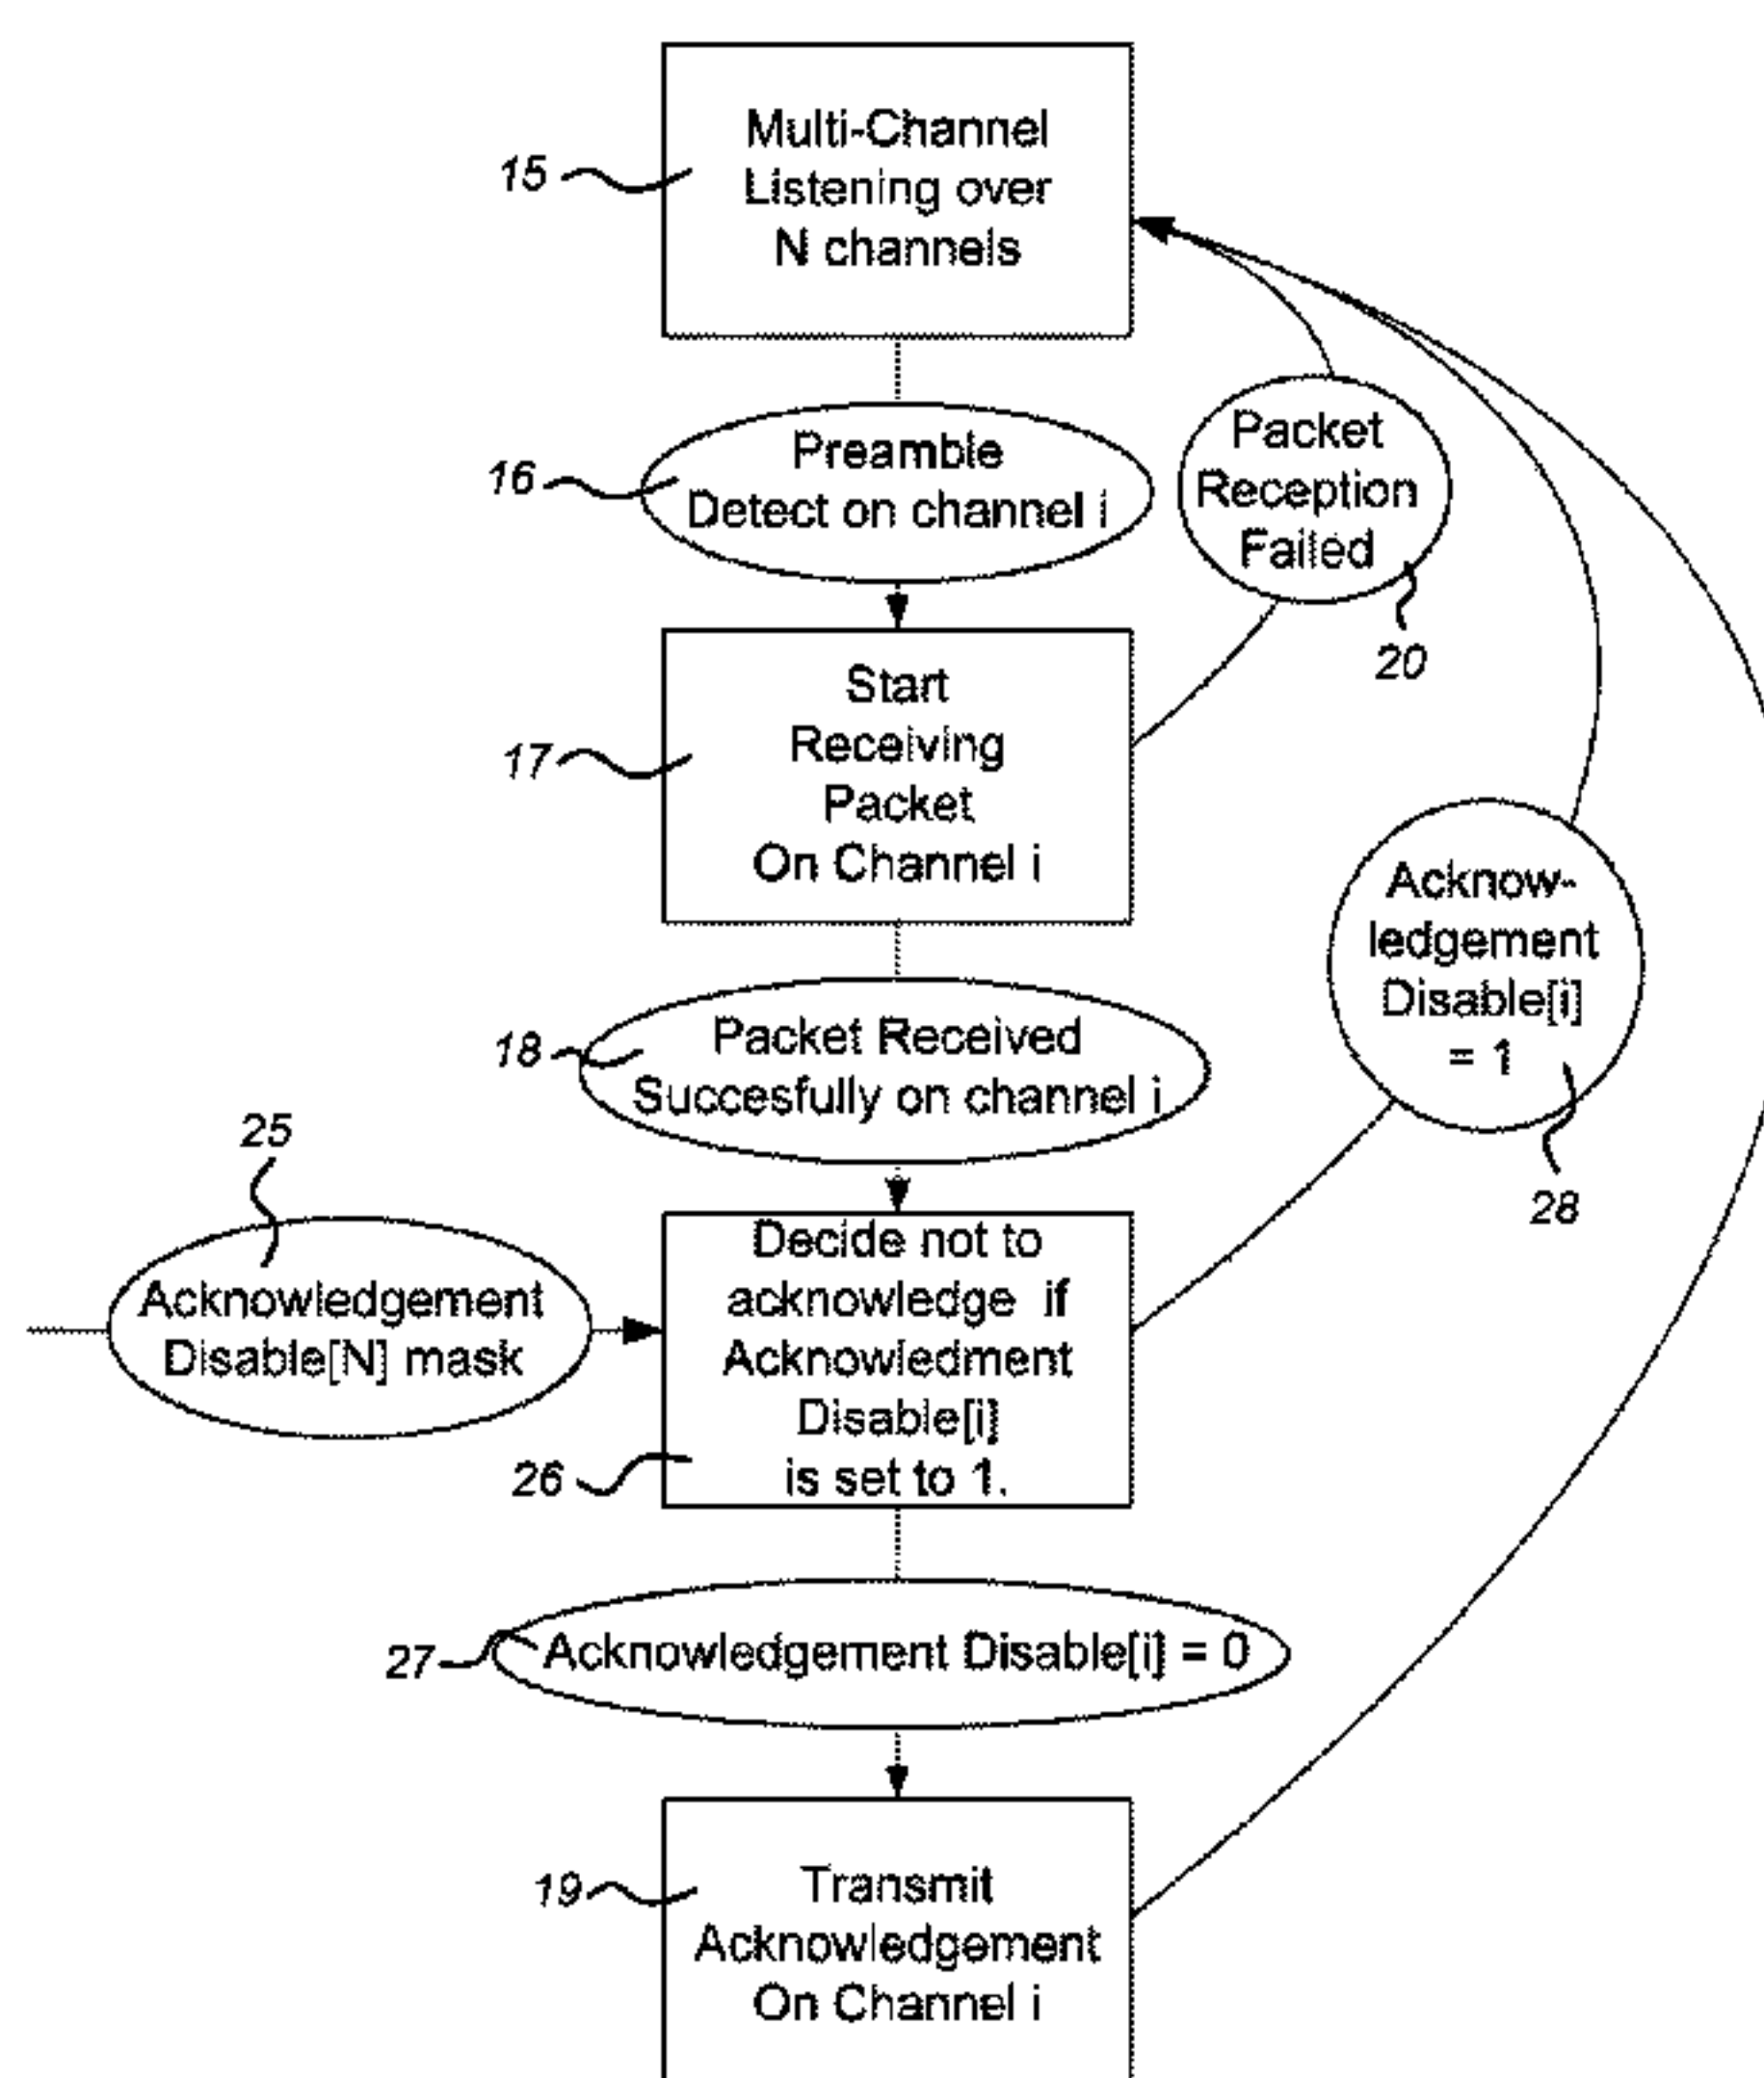 Multi-Channel
Listening over
N channels
15
Preamble
Detect on channel i
16
Packet
Reception
Failed
20
Start
Receiving
Packet
On Channel i
17
Acknow-
ledgement
Disable[i]
= 1
28
Packet Received
Succesfully on channel i
18
25
Acknowledgement
Disable[N] mask
Decide not to
acknowledge if
Acknowledment
Disable[i]
is set to 1.
26
27
Acknowledgement Disable[i] = 0
19
Transmit
Acknowledgement
On Channel i